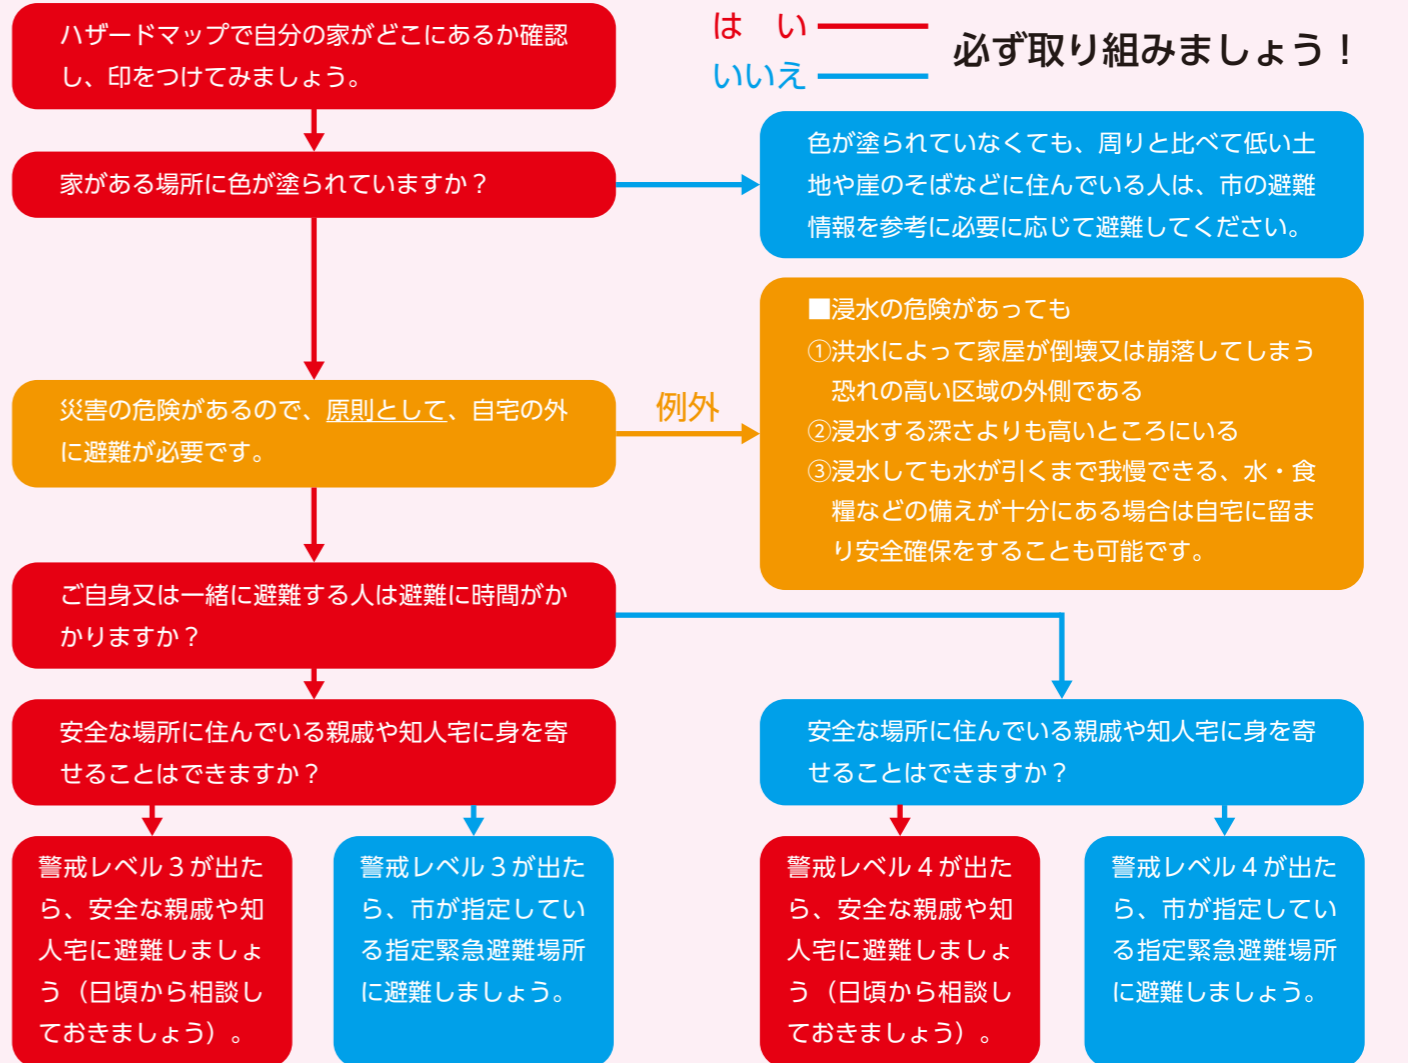 ハザードマップで自分の家がどこにあるか確認
し、印をつけてみましょう。
はい
いいえ
必ず取り組みましょう！
家がある場所に色が塗られていますか？
色が塗られていなくても、周りと比べて低い土
地や崖のそばなどに住んでいる人は、市の避難
情報を参考に必要に応じて避難してください。
災害の危険があるので、原則として、自宅の外
に避難が必要です。
例外
■浸水の危険があっても
①洪水によって家屋が倒壊又は崩落してしまう
恐れの高い区域の外側である
②浸水する深さよりも高いところにいる
③浸水しても水が引くまで我慢できる、水・食
糧などの備えが十分にある場合は自宅に留ま
り安全確保をすることも可能です。
ご自身又は一緒に避難する人は避難に時間がか
かりますか？
安全な場所に住んでいる親戚や知人宅に身を寄
せることはできますか？
安全な場所に住んでいる親戚や知人宅に身を寄
せることはできますか？
警戒レベル３が出た
ら、安全な親戚や知
人宅に避難しましょ
う（日頃から相談し
ておきましょう）。
警戒レベル３が出た
ら、市が指定してい
る指定緊急避難場所
に避難しましょう。
警戒レベル４が出た
ら、安全な親戚や知
人宅に避難しましょ
う（日頃から相談し
ておきましょう）。
警戒レベル４が出た
ら、市が指定してい
る指定緊急避難場所
に避難しましょう。